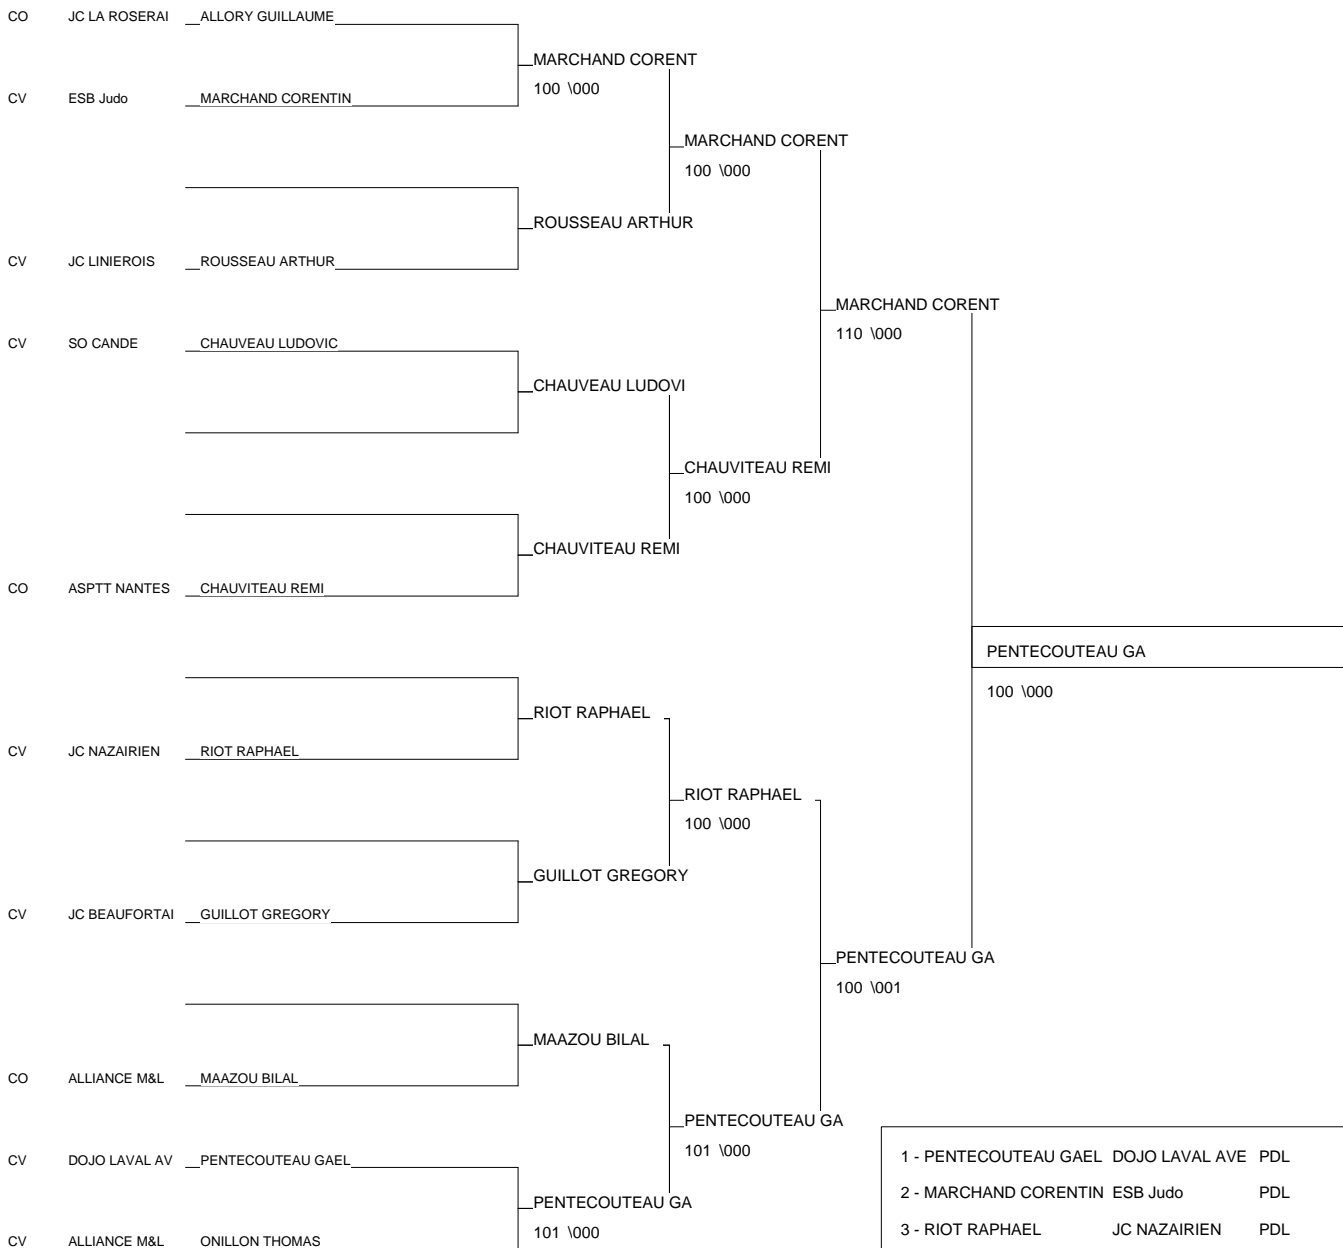 CO JC LA ROSERAI ALLORY GUILLAUME
MARCHAND CORENT
100 \000
CV ESB Judo MARCHAND CORENTIN
MARCHAND CORENT
100 \000
ROUSSEAU ARTHUR
CV JC LINIEROIS ROUSSEAU ARTHUR
MARCHAND CORENT
110 \000
CV SO CANDE CHAUVEAU LUDOVIC
CHAUVEAU LUDOVI
CHAUVITEAU REMI
100 \000
CHAUVITEAU REMI
CO ASPTT NANTES CHAUVITEAU REMI
PENTECOUTEAU GA
100 \000
RIOT RAPHAEL
CV JC NAZAIRIEN RIOT RAPHAEL
RIOT RAPHAEL
100 \000
GUILLOT GREGORY
CV JC BEAUFORTAI GUILLOT GREGORY
PENTECOUTEAU GA
100 \001
MAAZOU BILAL
CO ALLIANCE M&L MAAZOU BILAL
PENTECOUTEAU GA
101 \000
CV DOJO LAVAL AV PENTECOUTEAU GAEL
PENTECOUTEAU GA
101 \000
CV ALLIANCE M&L ONILLON THOMAS
1 - PENTECOUTEAU GAEL DOJO LAVAL AVE PDL
2 - MARCHAND CORENTIN ESB Judo PDL
3 - RIOT RAPHAEL JC NAZAIRIEN PDL